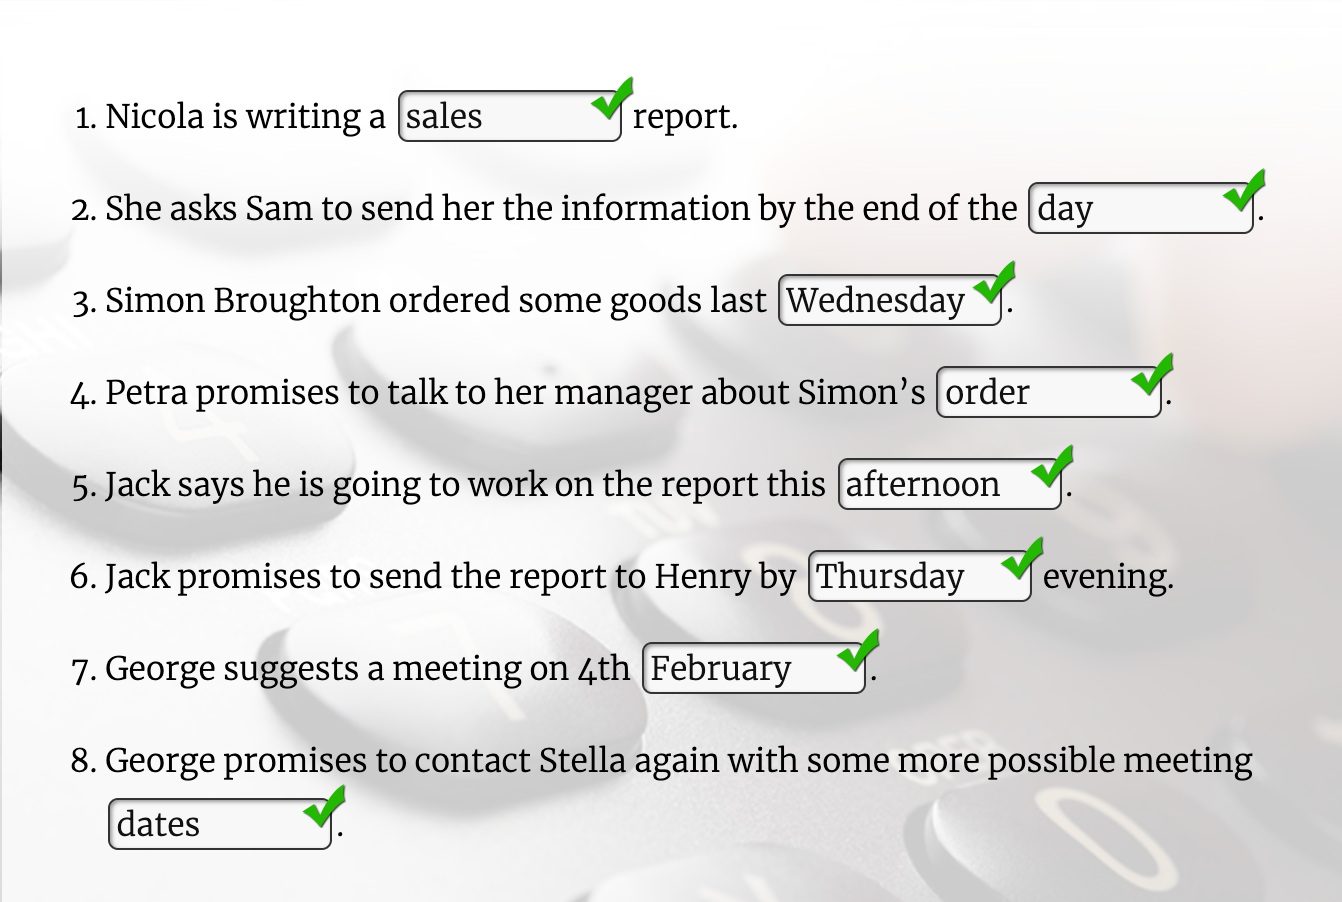 1. Nicola is writing a sales report.
2. She asks Sam to send her the information by the end of the day.
3. Simon Broughton ordered some goods last Wednesday.
4. Petra promises to talk to her manager about Simon’s order.
5. Jack says he is going to work on the report this afternoon.
6. Jack promises to send the report to Henry by Thursday evening.
7. George suggests a meeting on 4th February.
8. George promises to contact Stella again with some more possible meeting
dates.